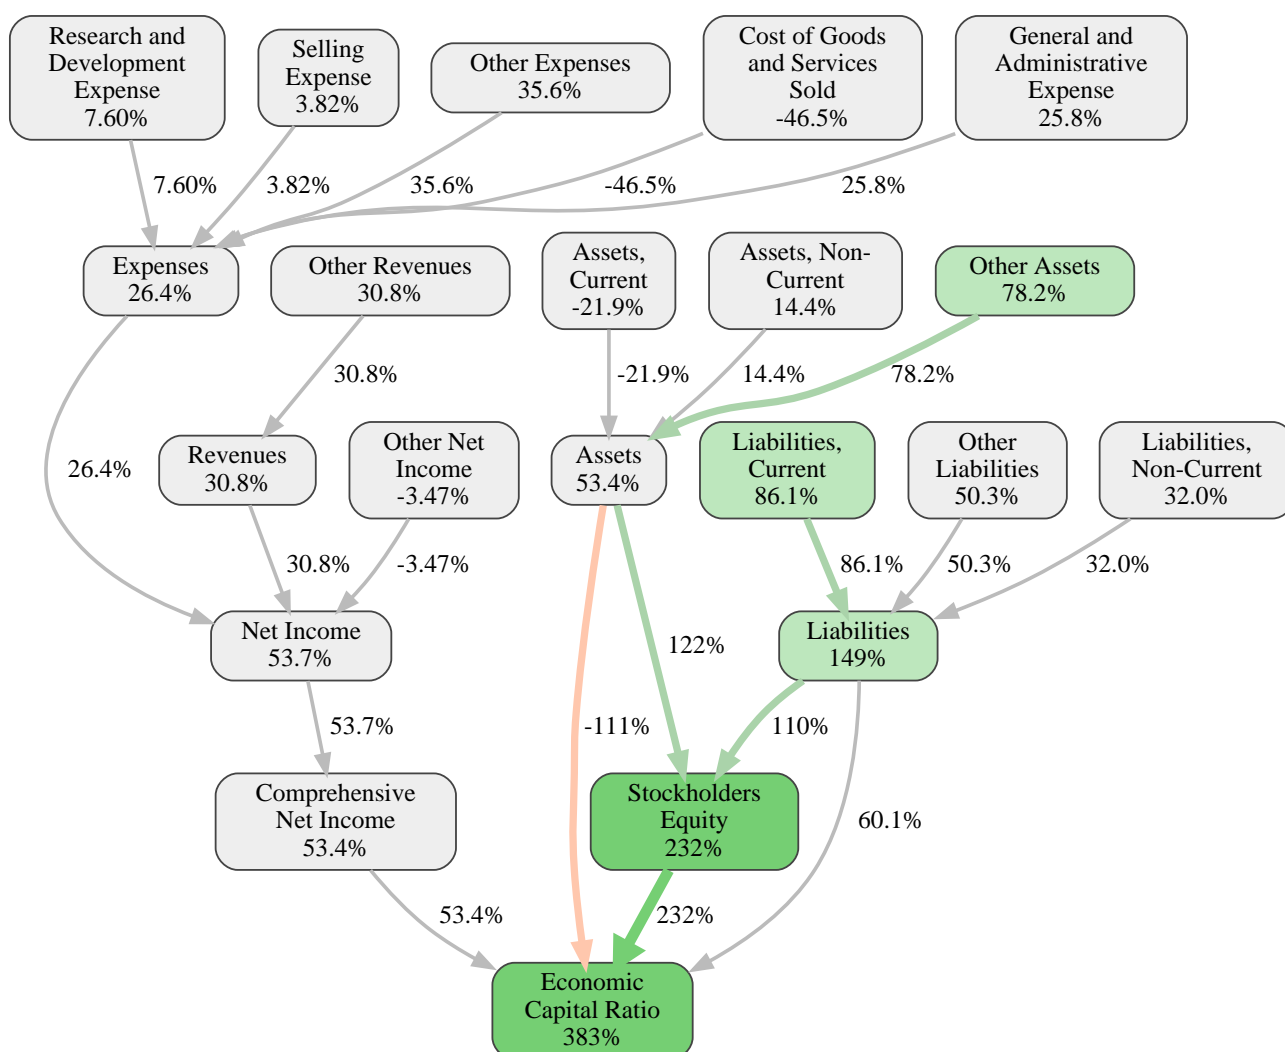 Research and
Development
Expense
7.60%
Selling
Expense
3.82%
Other Expenses
35.6%
Cost of Goods
and Services
Sold
-46.5%
General and
Administrative
Expense
25.8%
7.60%
3.82%
35.6%
-46.5%
25.8%
Expenses
26.4%
Other Revenues
30.8%
Assets,
Current
-21.9%
Assets, Non-
Current
14.4%
Other Assets
78.2%
30.8%
-21.9%
14.4%
78.2%
26.4%
Revenues
30.8%
Other Net
Income
-3.47%
Assets
53.4%
Liabilities,
Current
86.1%
Other
Liabilities
50.3%
Liabilities,
Non-Current
32.0%
30.8%
-3.47%
86.1%
50.3%
32.0%
Net Income
53.7%
122%
Liabilities
149%
53.7%
-111%
110%
Comprehensive
Net Income
53.4%
Stockholders
Equity
232%
60.1%
53.4%
232%
Economic
Capital Ratio
383%